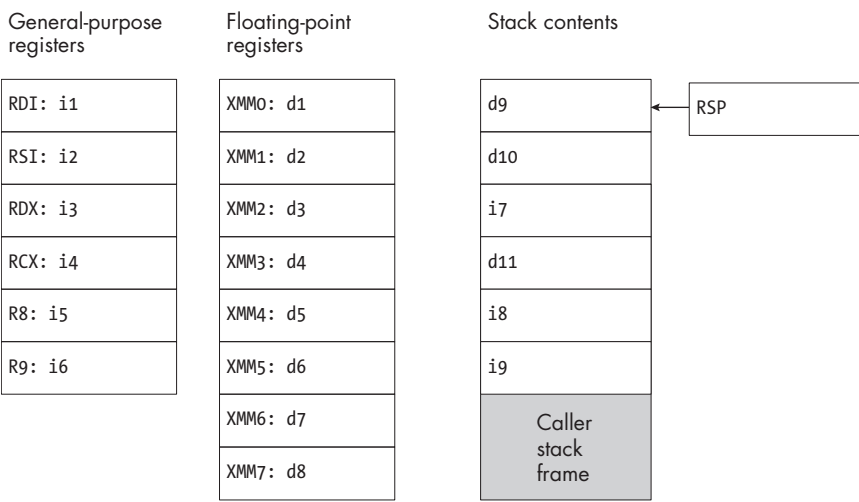 General-purpose
registers
RDI: i1
RSI: i2
RDX: i3
RCX: i4
R8: i5
R9: i6
Floating-point
registers
XMM0: d1
XMM1: d2
XMM2: d3
XMM3: d4
XMM4: d5
XMM5: d6
XMM6: d7
XMM7: d8
Stack contents
d9
d10
i7
d11
i8
i9
Caller
stack
frame
RSP